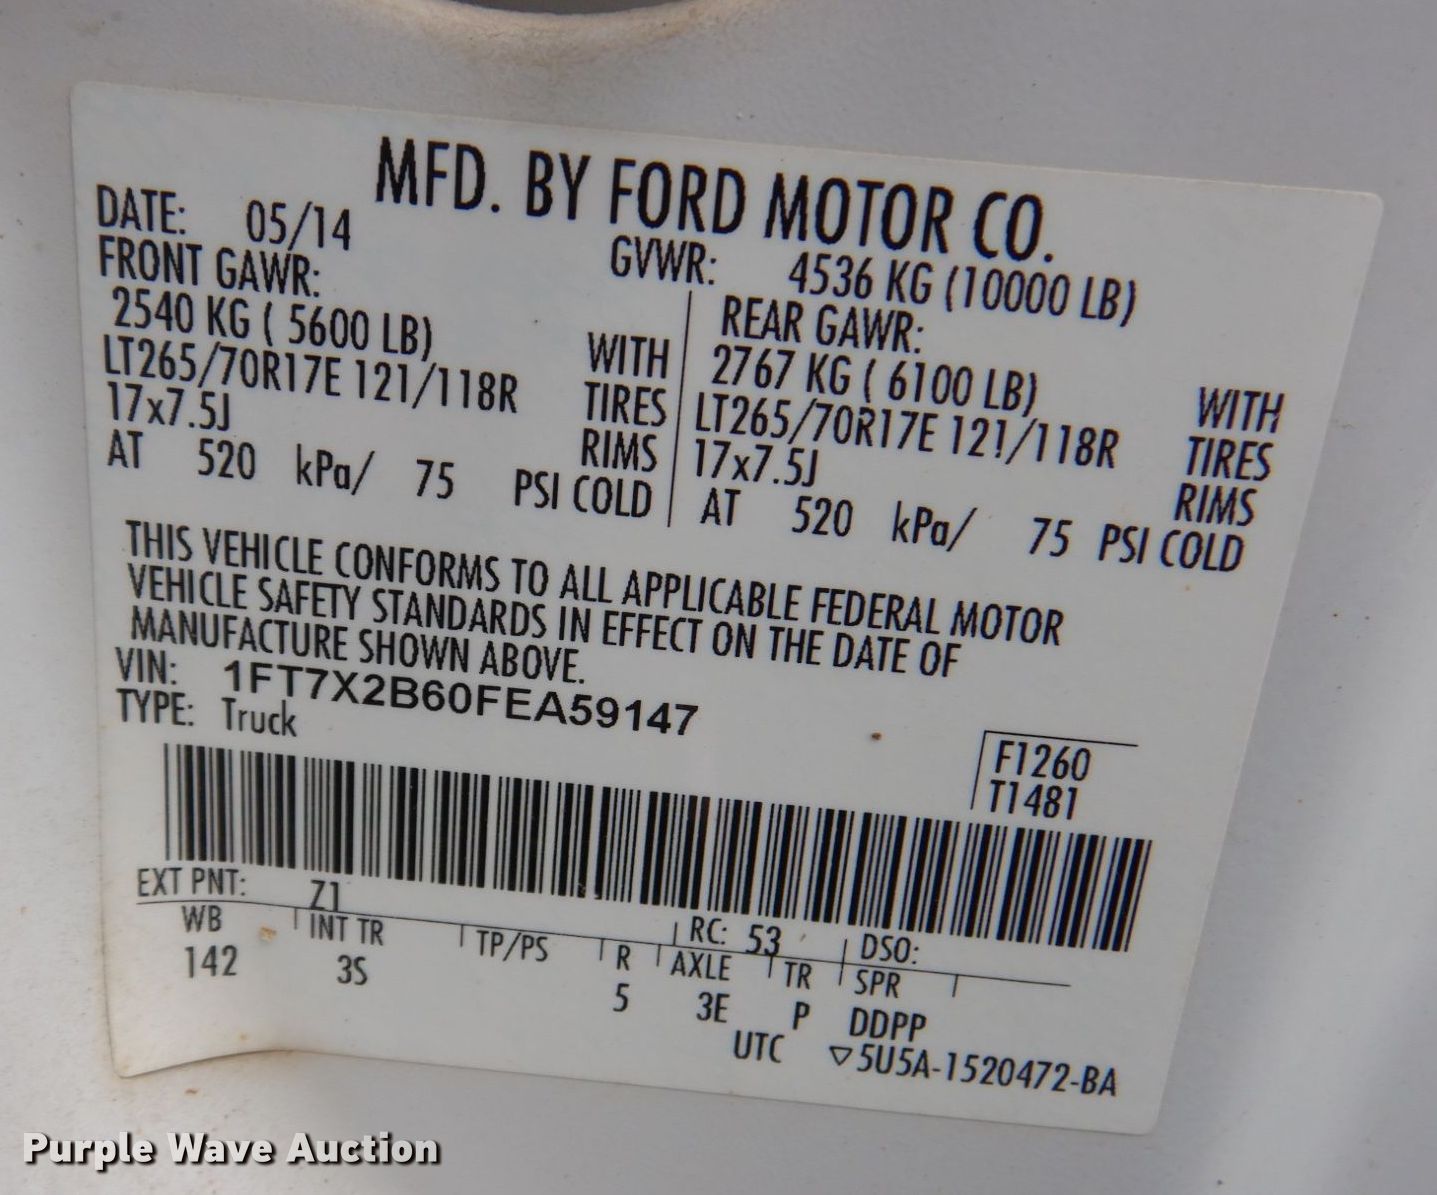 MFD. BY FORD MOTOR CO.
DATE: 05/14 GVWR: 4536 KG (10000 LB)
FRONT GAWR: REAR GAWR:
2540 KG ( 5600 LB) WITH 2767 KG ( 6100 LB) WITH
LT265/70R17E 121/118R TIRES LT265/70R17E 121/118R TIRES
17x7.5J RIMS 17x7.5J RIMS
AT 520 kPa/ 75 PSI COLD AT 520 kPa/ 75 PSI COLD
THIS VEHICLE CONFORMS TO ALL APPLICABLE FEDERAL MOTOR
VEHICLE SAFETY STANDARDS IN EFFECT ON THE DATE OF
MANUFACTURE SHOWN ABOVE.
VIN: 1FT7X2B60FEA59147
TYPE: Truck
F1260
T1481
EXT PNT: Z1 RC: 53 DSO:
WB INT TR TP/PS R AXLE TR SPR
142 3S 5 3E P DDPP
UTC ▽5U5A-1520472-BA
Purple Wave Auction